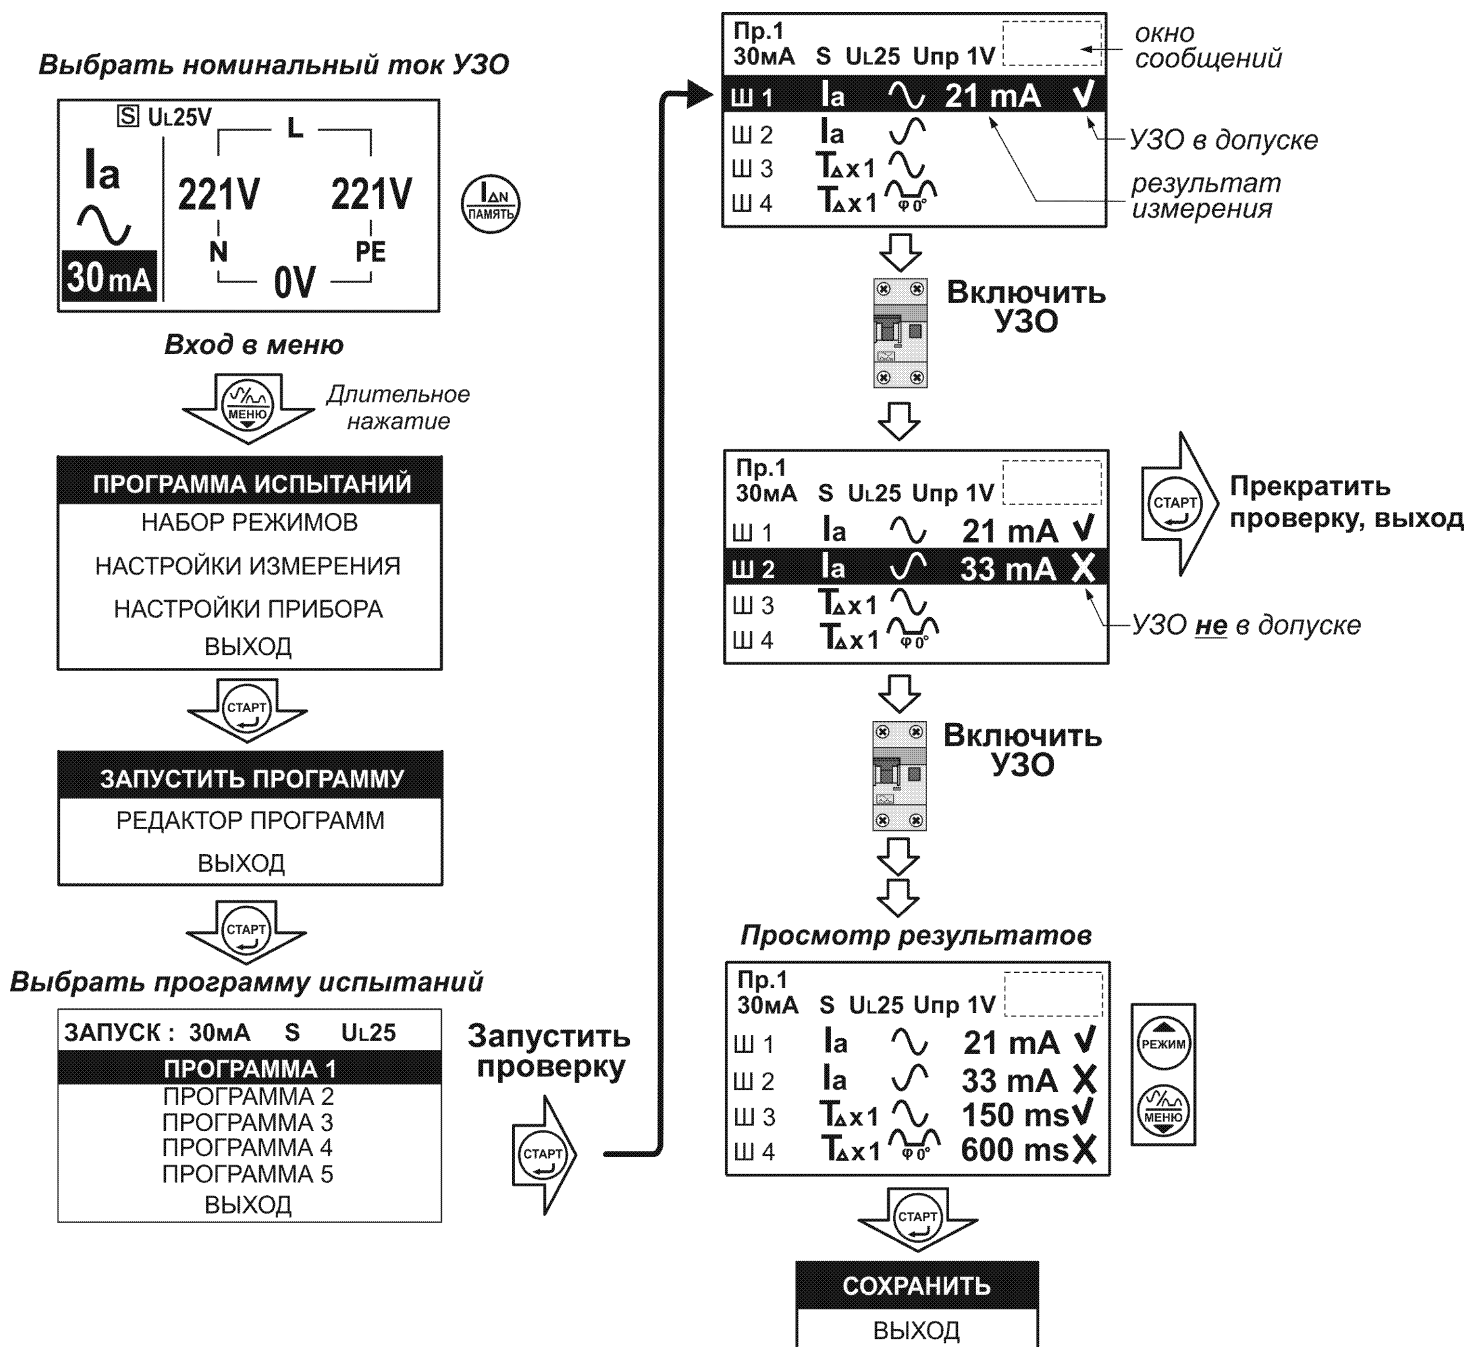 Выбрать номинальный ток УЗО
S UL25V
Ia
30 mA
L
221V 221V
N PE
0V
IΔN
ПАМЯТЬ
Вход в меню
МЕНЮ
Длительное
нажатие
ПРОГРАММА ИСПЫТАНИЙ
НАБОР РЕЖИМОВ
НАСТРОЙКИ ИЗМЕРЕНИЯ
НАСТРОЙКИ ПРИБОРА
ВЫХОД
СТАРТ
ЗАПУСТИТЬ ПРОГРАММУ
РЕДАКТОР ПРОГРАММ
ВЫХОД
СТАРТ
Выбрать программу испытаний
ЗАПУСК : 30мА S UL25
ПРОГРАММА 1
ПРОГРАММА 2
ПРОГРАММА 3
ПРОГРАММА 4
ПРОГРАММА 5
ВЫХОД
Запустить
проверку
СТАРТ
Пр.1
30мА S UL25 Uпр 1V
Ш 1 Ia 21 mA ✓
Ш 2 Ia
Ш 3 TΔx1
Ш 4 TΔx1 φ 0°
окно
сообщений
УЗО в допуске
результат
измерения
Включить
УЗО
Пр.1
30мА S UL25 Uпр 1V
Ш 1 Ia 21 mA ✓
Ш 2 Ia 33 mA X
Ш 3 TΔx1
Ш 4 TΔx1 φ 0°
СТАРТ
Прекратить
проверку, выход
УЗО не в допуске
Включить
УЗО
Просмотр результатов
Пр.1
30мА S UL25 Uпр 1V
Ш 1 Ia 21 mA ✓
Ш 2 Ia 33 mA X
Ш 3 TΔx1 150 ms ✓
Ш 4 TΔx1 φ 0° 600 ms X
РЕЖИМ
МЕНЮ
СТАРТ
СОХРАНИТЬ
ВЫХОД